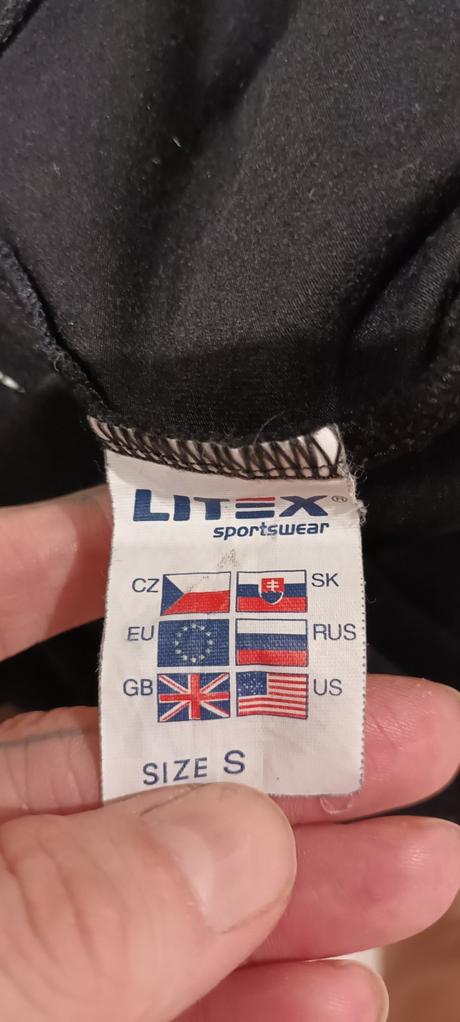 LITEX®
sportswear
CZ SK
EU RUS
GB US
SIZE S